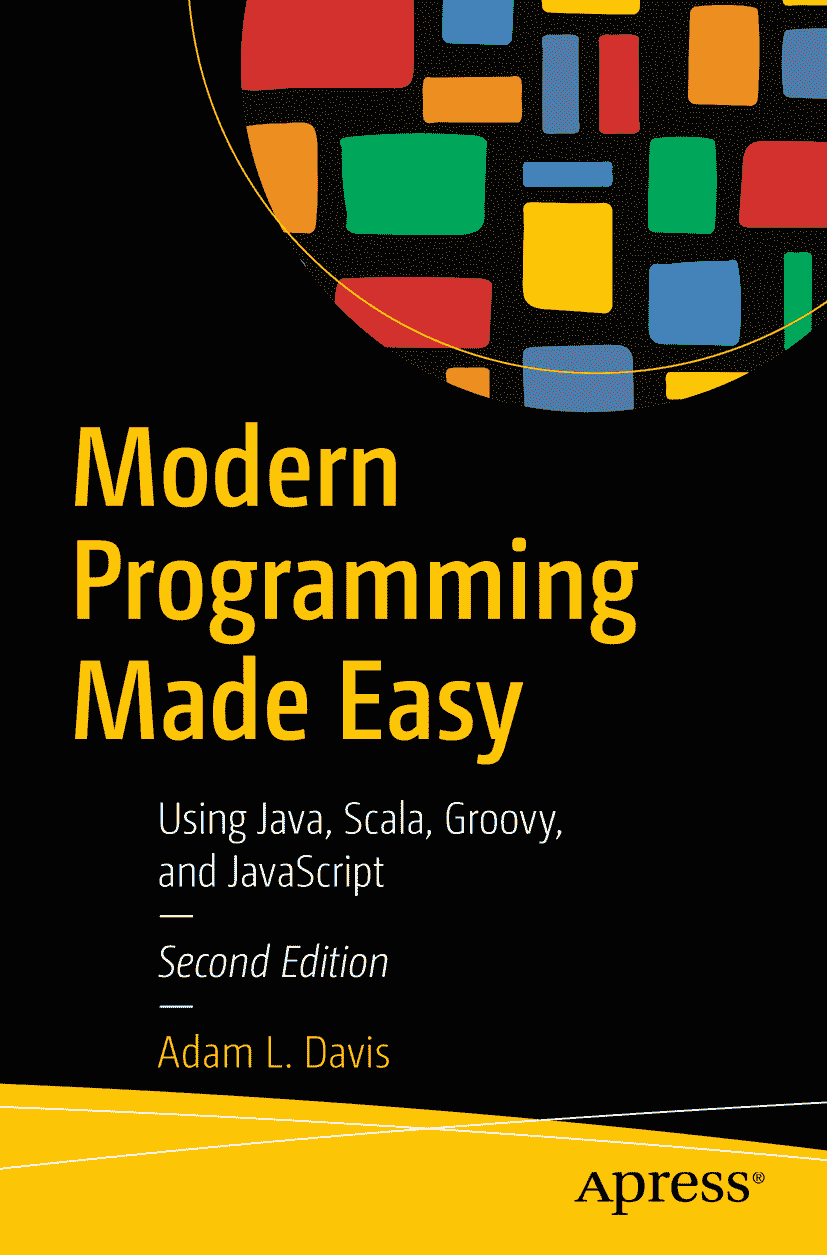 Modern
Programming
Made Easy
Using Java, Scala, Groovy,
and JavaScript
—
Second Edition
—
Adam L. Davis
Apress®